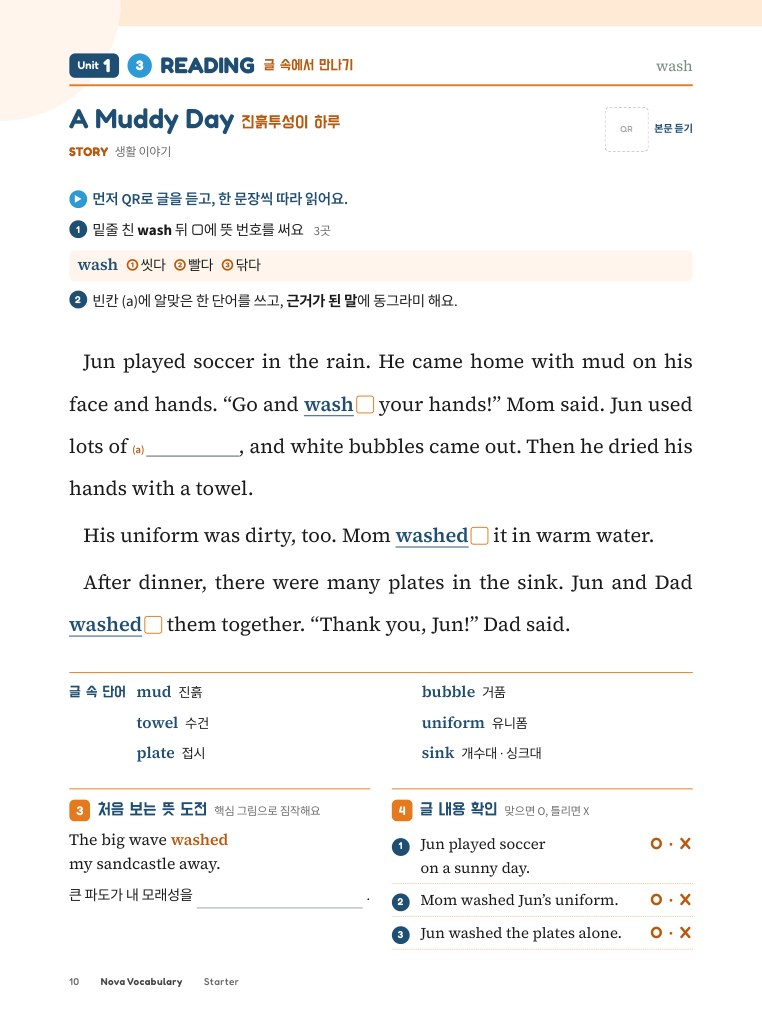 Unit 1 3 READING 글 속에서 만나기 wash
A Muddy Day 진흙투성이 하루
QR 본문 듣기
STORY 생활 이야기
먼저 QR로 글을 듣고, 한 문장씩 따라 읽어요.
1 밑줄 친 wash 뒤 □에 뜻 번호를 써요 3곳
wash ① 씻다 ② 빨다 ③ 닦다
2 빈칸 (a)에 알맞은 한 단어를 쓰고, 근거가 된 말에 동그라미 해요.
Jun played soccer in the rain. He came home with mud on his
face and hands. “Go and wash□ your hands!” Mom said. Jun used
lots of (a)_________, and white bubbles came out. Then he dried his
hands with a towel.
His uniform was dirty, too. Mom washed□ it in warm water.
After dinner, there were many plates in the sink. Jun and Dad
washed□ them together. “Thank you, Jun!” Dad said.
글 속 단어 mud 진흙 bubble 거품
towel 수건 uniform 유니폼
plate 접시 sink 개수대 · 싱크대
3 처음 보는 뜻 도전 핵심 그림으로 짐작해요
The big wave washed
my sandcastle away.
큰 파도가 내 모래성을 _________ .
4 글 내용 확인 맞으면 O, 틀리면 X
1 Jun played soccer O · X
on a sunny day.
2 Mom washed Jun’s uniform. O · X
3 Jun washed the plates alone. O · X
10 Nova Vocabulary Starter